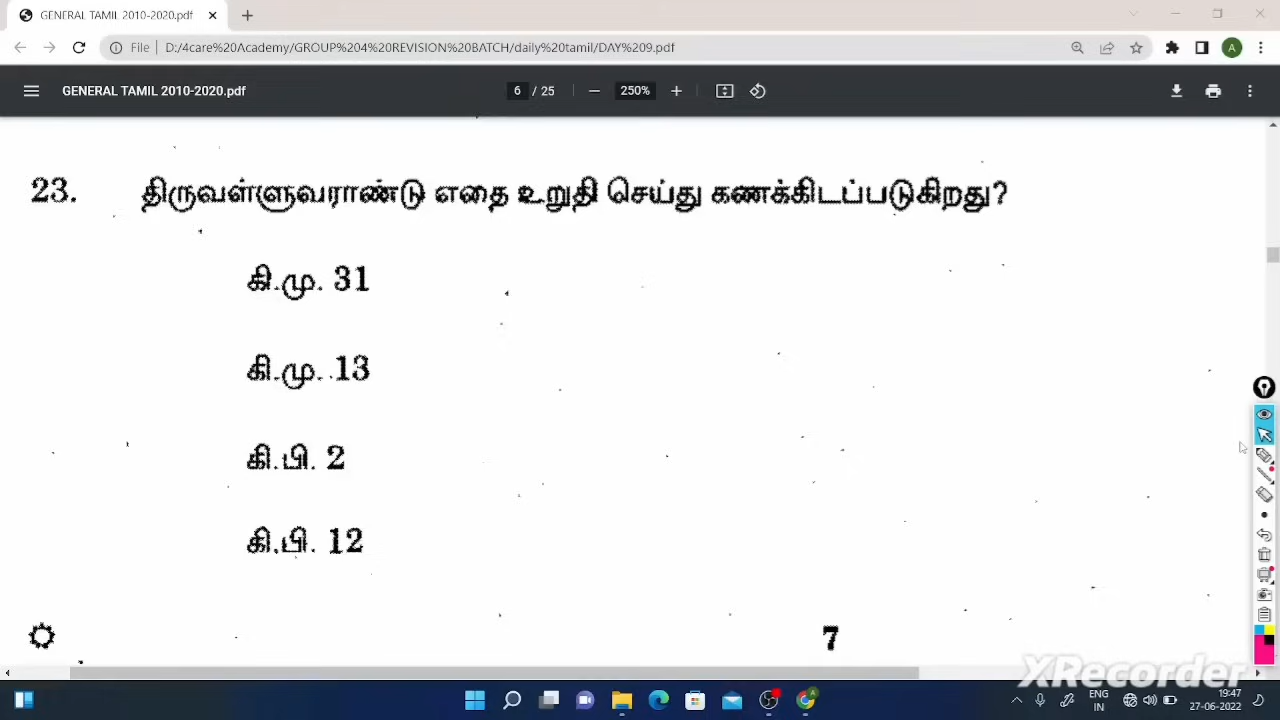 GENERAL TAMIL 2010-2020.pdf
File D:/4care%20Academy/GROUP%204%20REVISION%20BATCH/daily%20tamil/DAY%209.pdf
A
GENERAL TAMIL 2010-2020.pdf 6 / 25 250%
23. திருவள்ளுவராண்டு எதை உறுதி செய்து கணக்கிடப்படுகிறது?
கி.மு. 31
கி.மு. 13
கி.பி. 2
கி.பி. 12
7
XRecorder
ENG 19:47
IN 27-06-2022